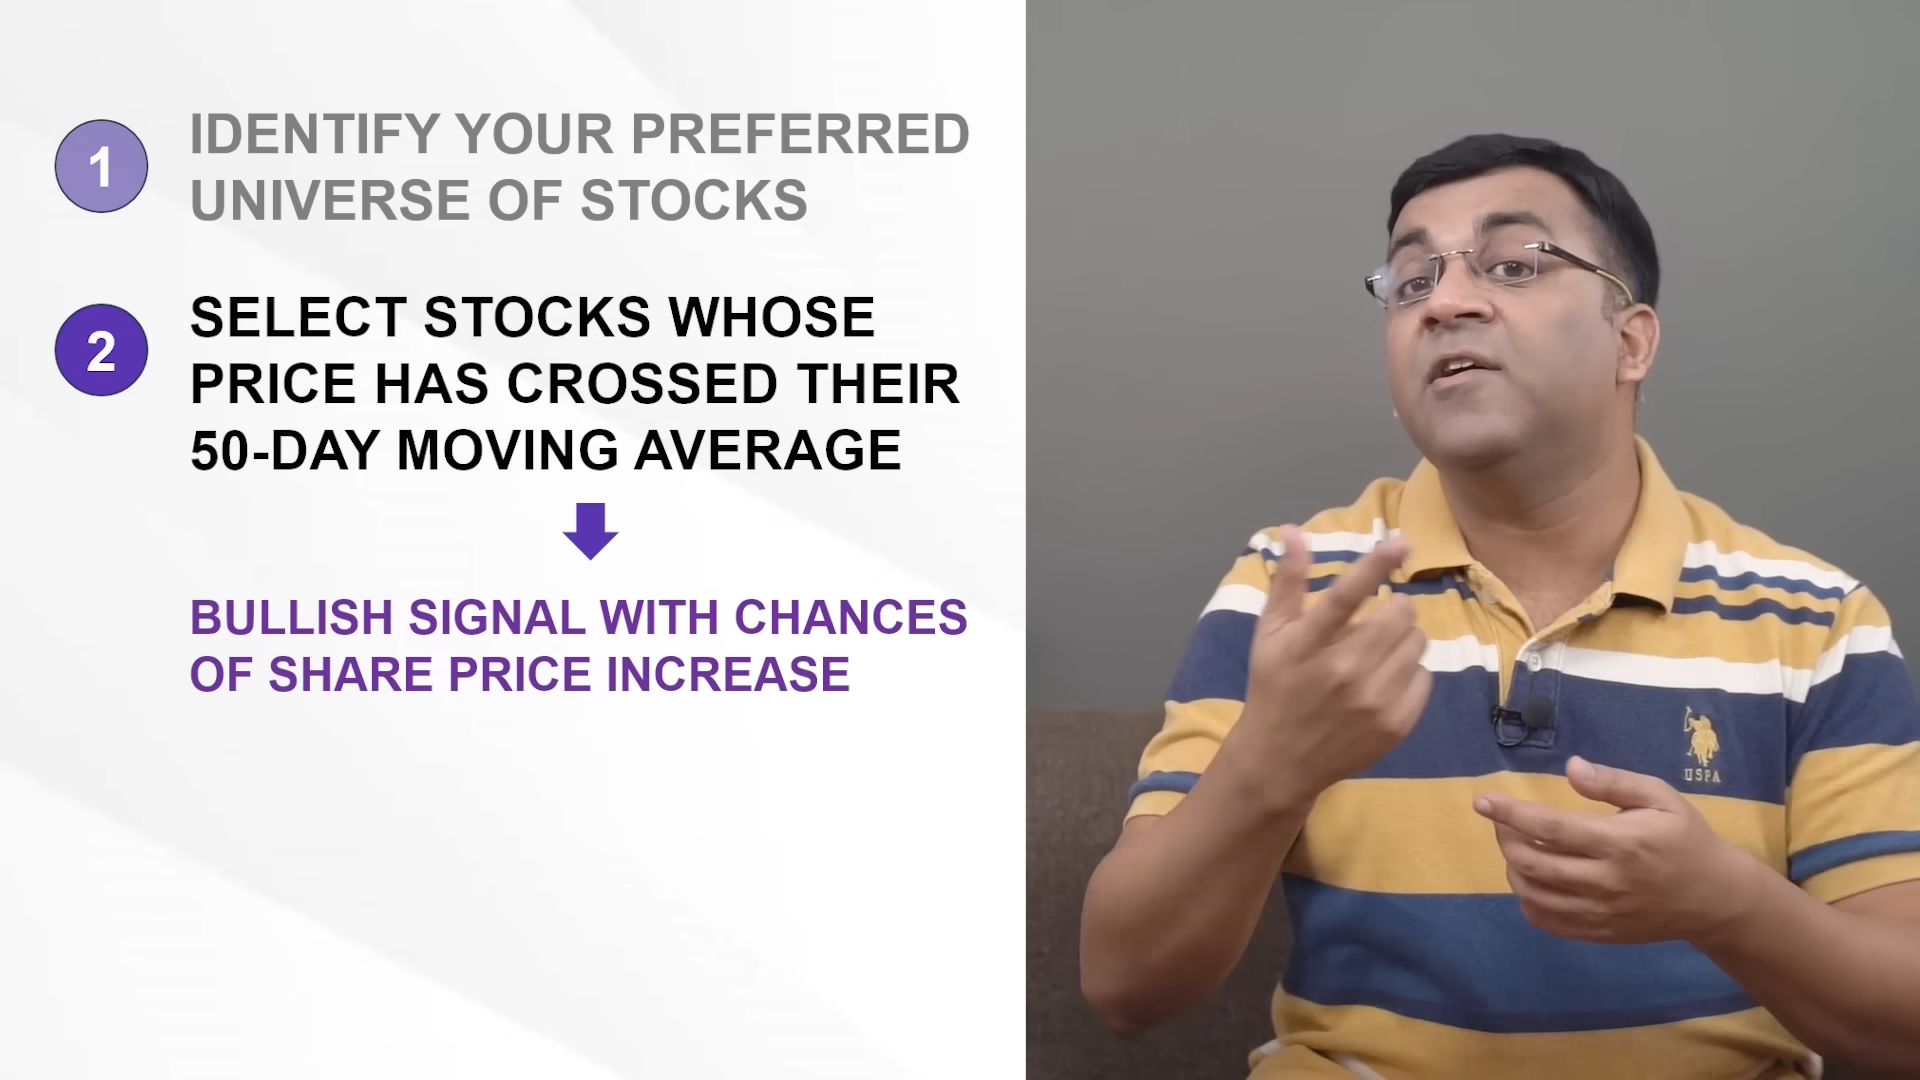 1
IDENTIFY YOUR PREFERRED
UNIVERSE OF STOCKS
2
SELECT STOCKS WHOSE
PRICE HAS CROSSED THEIR
50-DAY MOVING AVERAGE
BULLISH SIGNAL WITH CHANCES
OF SHARE PRICE INCREASE
USPA